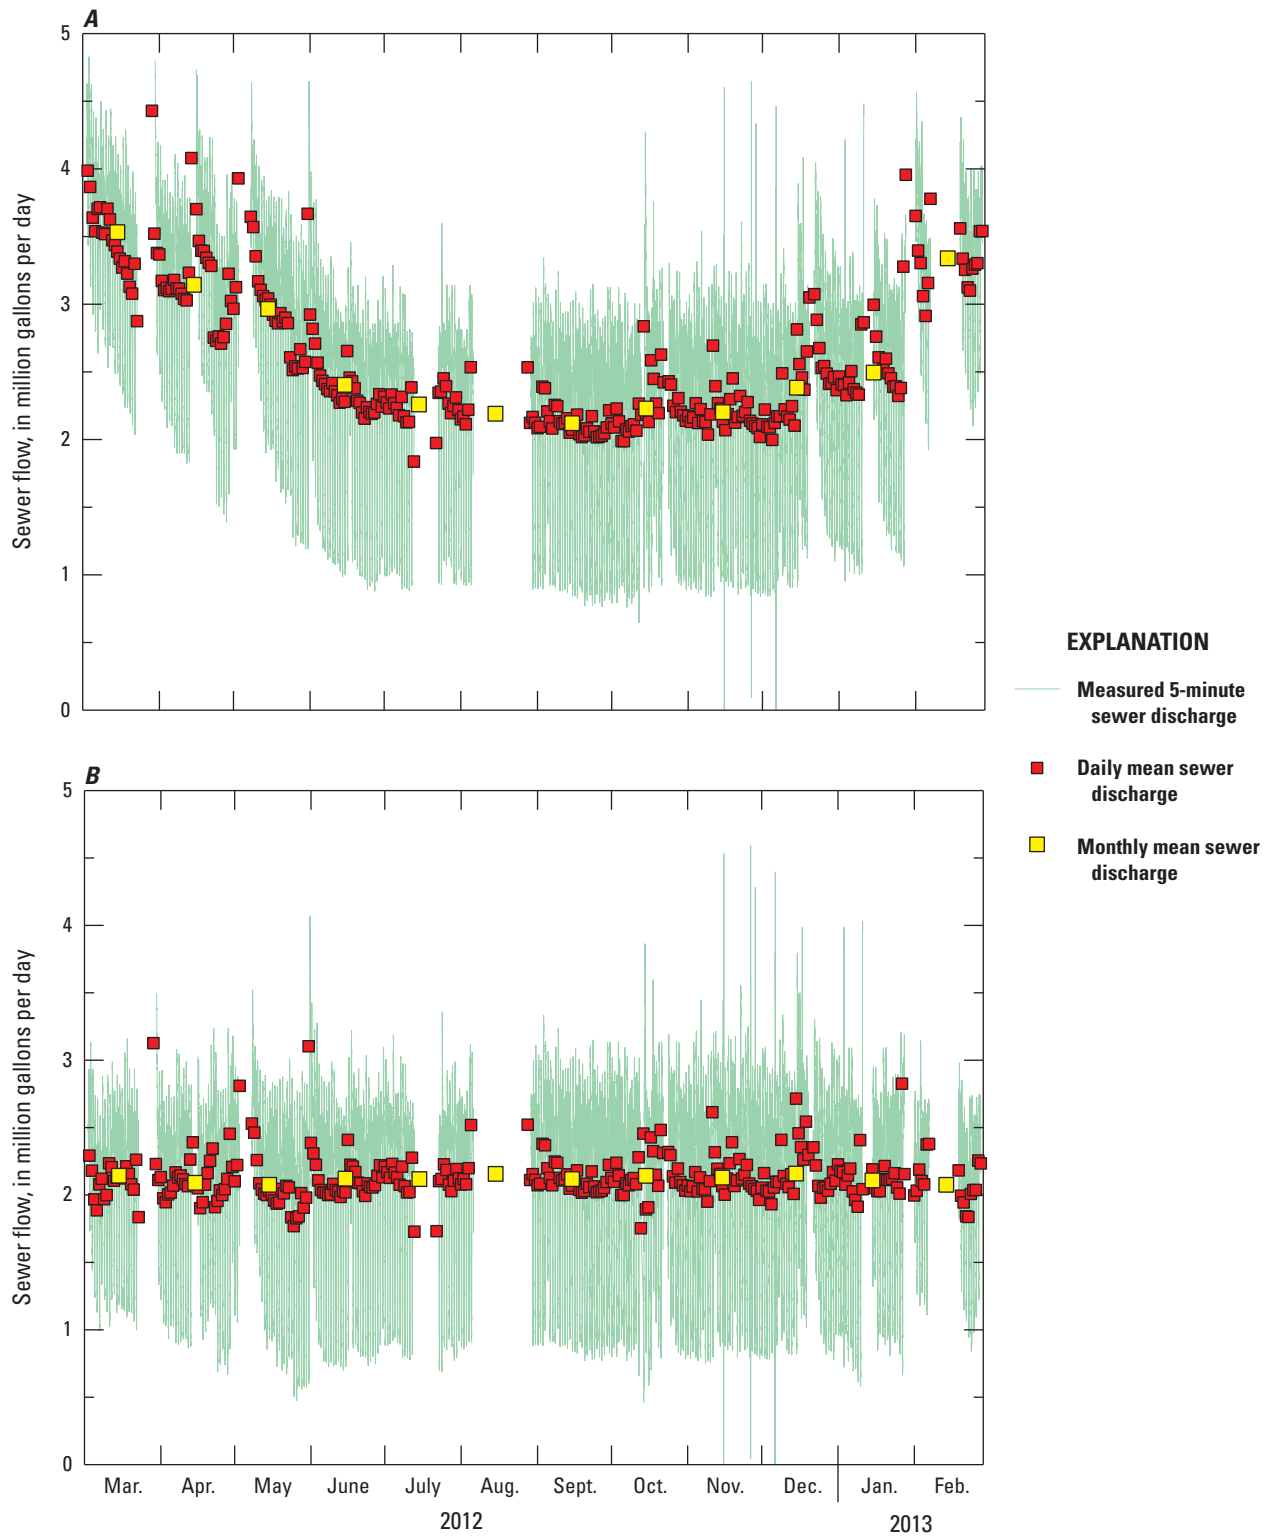 A
5
4
3
2
1
0
Sewer flow, in million gallons per day
EXPLANATION
Measured 5-minute
sewer discharge
Daily mean sewer
discharge
Monthly mean sewer
discharge
B
5
4
3
2
1
0
Sewer flow, in million gallons per day
Mar. Apr. May June July Aug. Sept. Oct. Nov. Dec. Jan. Feb.
2012 2013